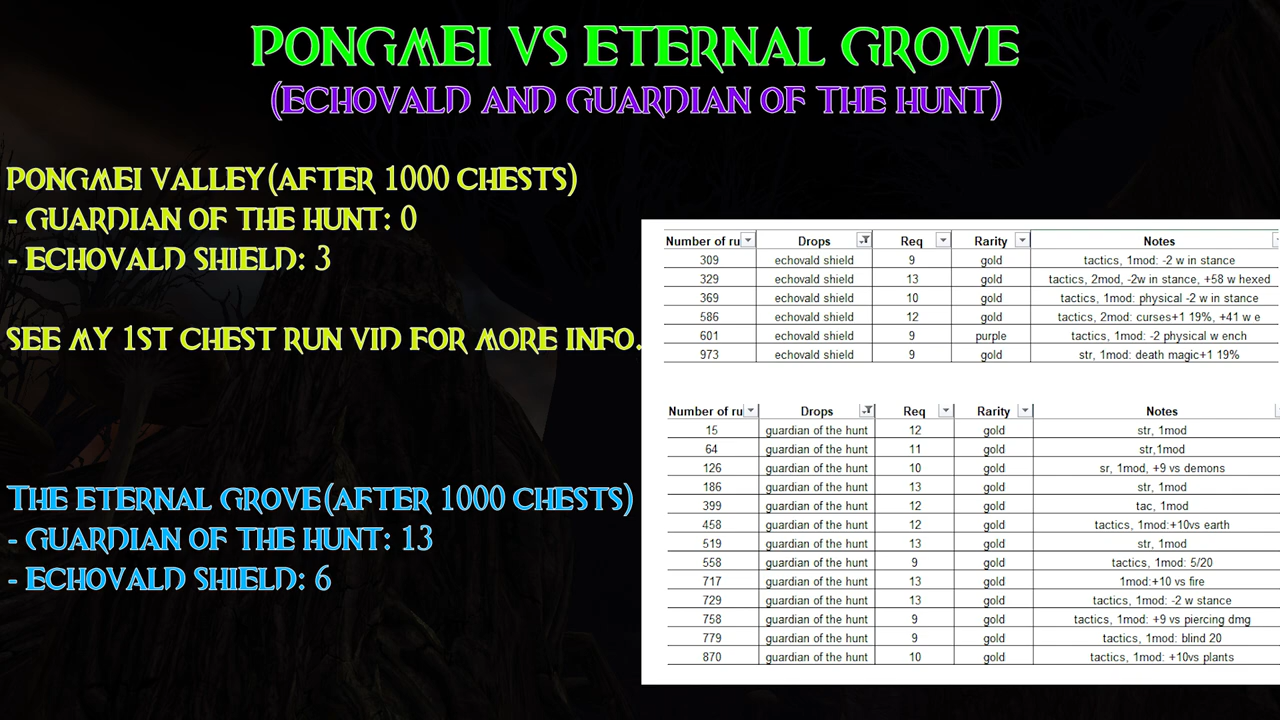 PONGMEI VS ETERNAL GROVE
(ECHOVALD AND GUARDIAN OF THE HUNT)
PONGMEI VALLEY(AFTER 1000 CHESTS)
- GUARDIAN OF THE HUNT: 0
- ECHOVALD SHIELD: 3
SEE MY 1ST CHEST RUN VID FOR MORE INFO.
THE ETERNAL GROVE(AFTER 1000 CHESTS)
- GUARDIAN OF THE HUNT: 13
- ECHOVALD SHIELD: 6
Number of ru Drops Req Rarity Notes
309 echovald shield 9 gold tactics, 1mod: -2 w in stance
329 echovald shield 13 gold tactics, 2mod, -2w in stance, +58 w hexed
369 echovald shield 10 gold tactics, 1mod: physical -2 w in stance
586 echovald shield 12 gold tactics, 2mod: curses+1 19%, +41 w e
601 echovald shield 9 purple tactics, 1mod: -2 physical w ench
973 echovald shield 9 gold str, 1mod: death magic+1 19%
Number of ru Drops Req Rarity Notes
15 guardian of the hunt 12 gold str, 1mod
64 guardian of the hunt 11 gold str,1mod
126 guardian of the hunt 10 gold sr, 1mod, +9 vs demons
186 guardian of the hunt 13 gold str, 1mod
399 guardian of the hunt 12 gold tac, 1mod
458 guardian of the hunt 12 gold tactics, 1mod:+10vs earth
519 guardian of the hunt 13 gold str, 1mod
558 guardian of the hunt 9 gold tactics, 1mod: 5/20
717 guardian of the hunt 13 gold 1mod:+10 vs fire
729 guardian of the hunt 13 gold tactics, 1mod: -2 w stance
758 guardian of the hunt 9 gold tactics, 1mod: +9 vs piercing dmg
779 guardian of the hunt 9 gold tactics, 1mod: blind 20
870 guardian of the hunt 10 gold tactics, 1mod: +10vs plants